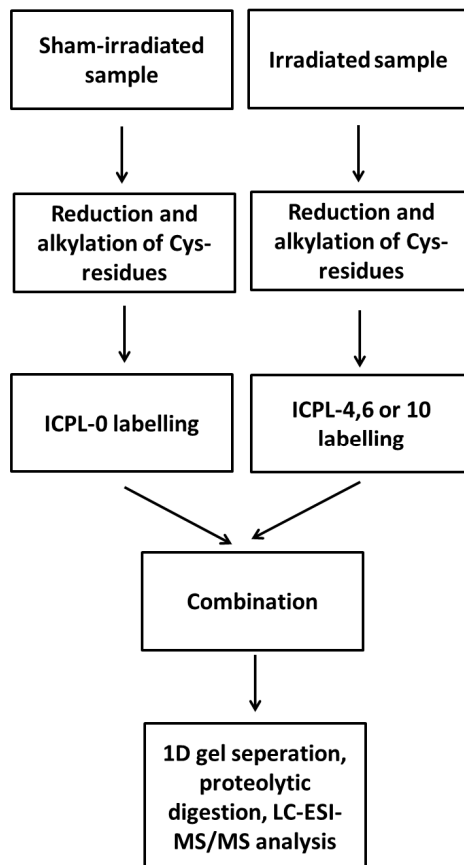 Sham-irradiated
sample
Irradiated sample
Reduction and
alkylation of Cys-
residues
Reduction and
alkylation of Cys-
residues
ICPL-0 labelling
ICPL-4,6 or 10
labelling
Combination
1D gel seperation,
proteolytic
digestion, LC-ESI-
MS/MS analysis